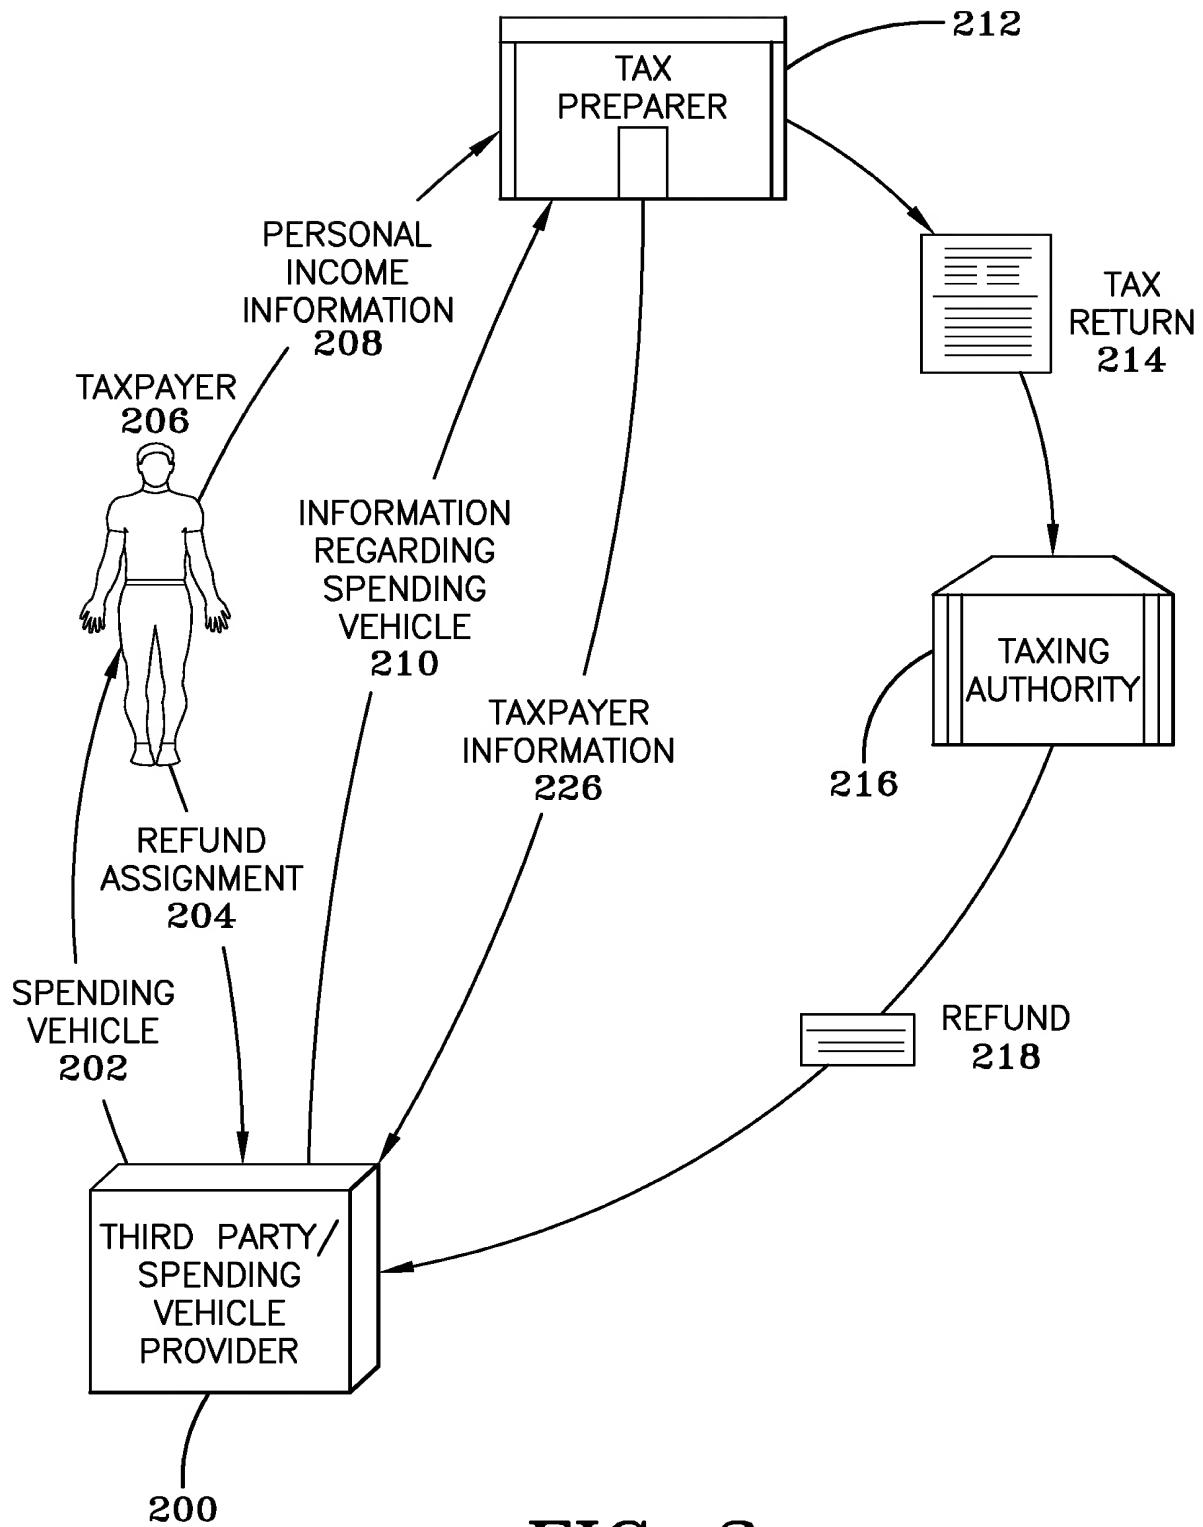 212
TAX
PREPARER
PERSONAL
INCOME
INFORMATION
208
TAX
RETURN
214
TAXPAYER
206
INFORMATION
REGARDING
SPENDING
VEHICLE
210
TAXING
AUTHORITY
216
TAXPAYER
INFORMATION
226
REFUND
ASSIGNMENT
204
SPENDING
VEHICLE
202
REFUND
218
THIRD PARTY/
SPENDING
VEHICLE
PROVIDER
200
FIG.